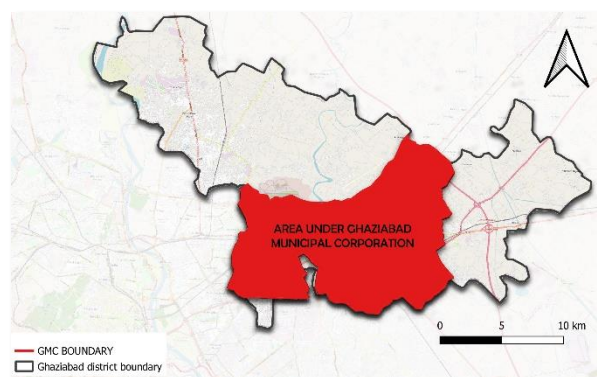 AREA UNDER GHAZIABAD
MUNICIPAL CORPORATION
0 5 10 km
GMC BOUNDARY
Ghaziabad district boundary